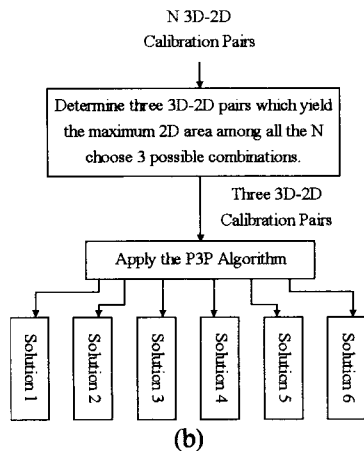 N 3D-2D
Calibration Pairs
Determine three 3D-2D pairs which yield
the maximum 2D area among all the N
choose 3 possible combinations.
Three 3D-2D
Calibration Pairs
Apply the P3P Algorithm
Solution 1
Solution 2
Solution 3
Solution 4
Solution 5
Solution 6
(b)